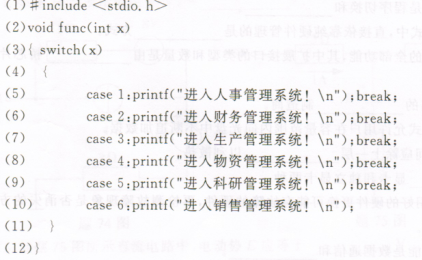 (1)#include <stdio.h>
(2)void func(int x)
(3){ switch(x)
(4) {
(5) case 1:printf("进入人事管理系统! \n");break;
(6) case 2:printf("进入财务管理系统! \n");break;
(7) case 3:printf("进入生产管理系统! \n");break;
(8) case 4:printf("进入物资管理系统! \n");break;
(9) case 5:printf("进入科研管理系统! \n");break;
(10) case 6:printf("进入销售管理系统! \n");
(11) }
(12)}